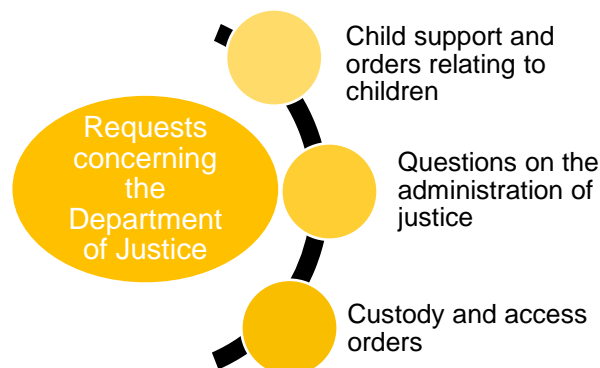 Requests
concerning
the
Department
of Justice
Child support and
orders relating to
children
Questions on the
administration of
justice
Custody and access
orders